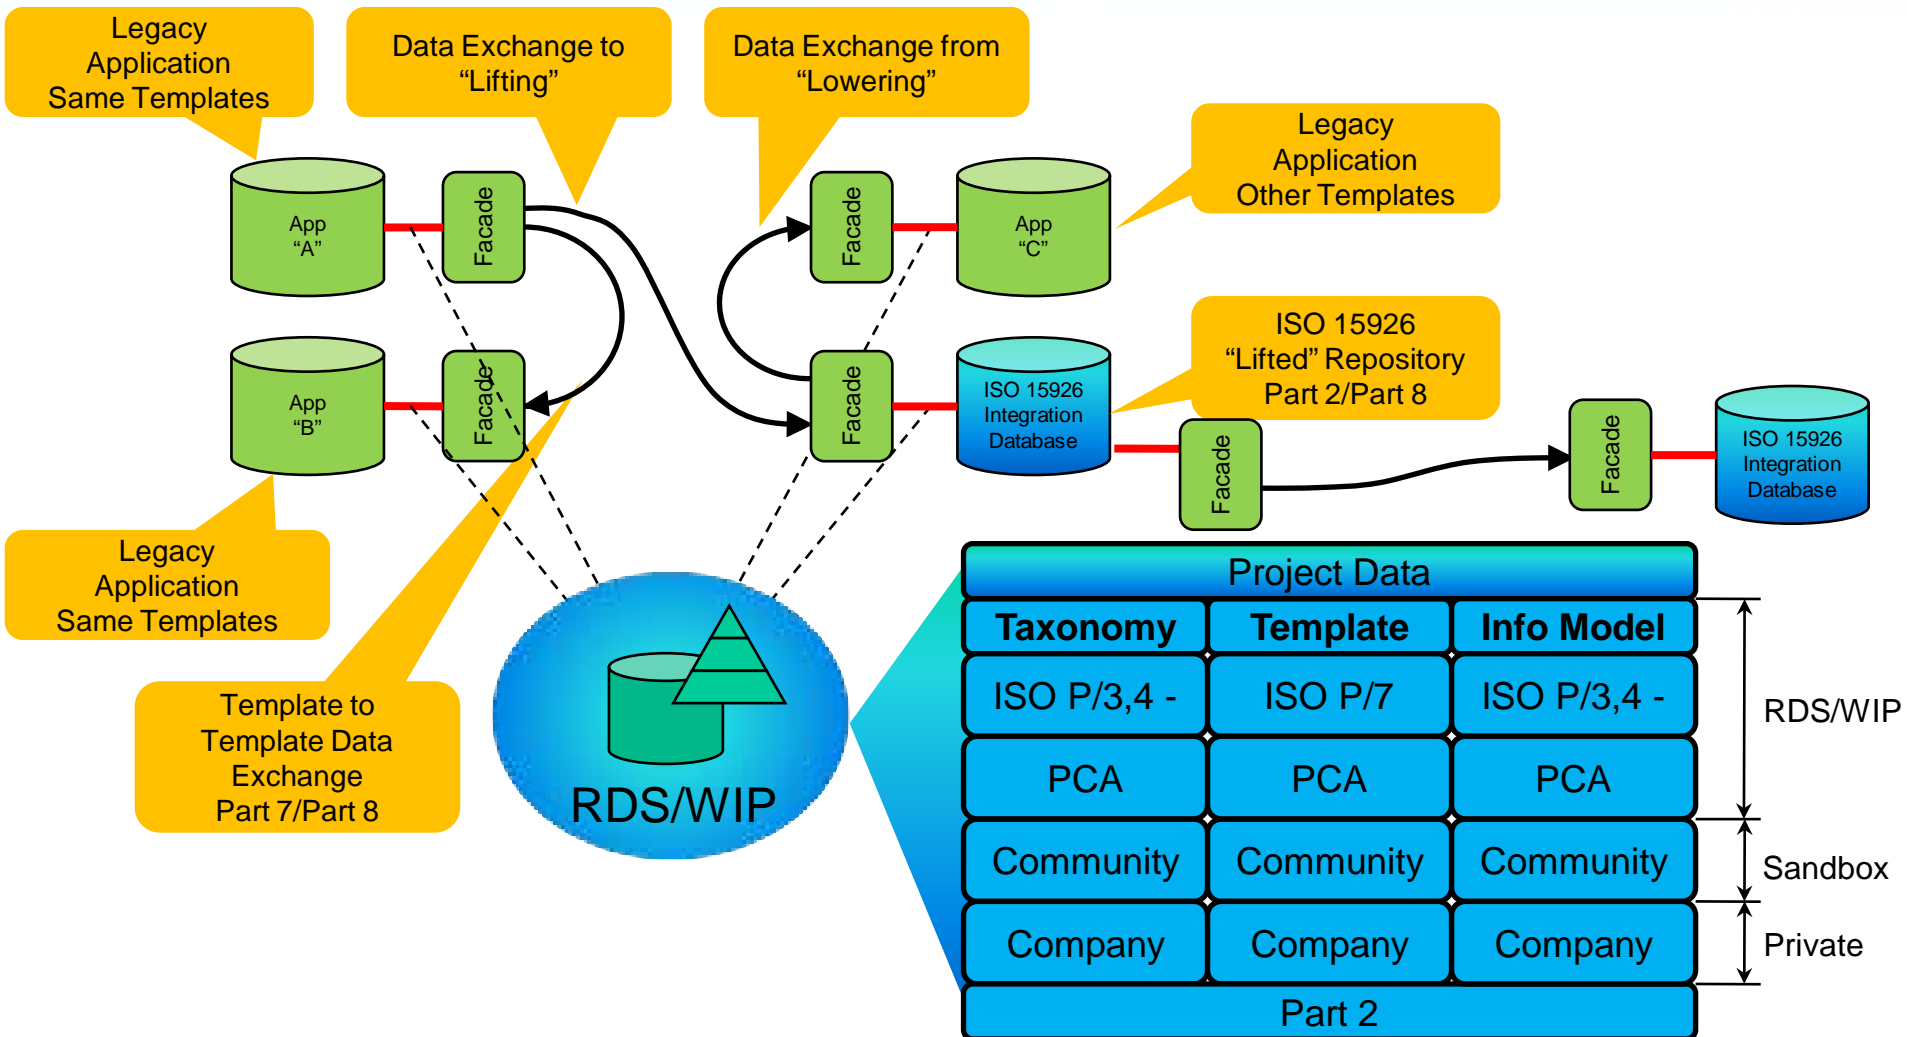 Legacy
Application
Same Templates
Data Exchange to
“Lifting”
Data Exchange from
“Lowering”
Legacy
Application
Other Templates
App
“A”
Facade
Facade
App
“C”
App
“B”
Facade
Facade
ISO 15926
Integration
Database
ISO 15926
“Lifted” Repository
Part 2/Part 8
Facade
Facade
ISO 15926
Integration
Database
Legacy
Application
Same Templates
Template to
Template Data
Exchange
Part 7/Part 8
RDS/WIP
Project Data
Taxonomy Template Info Model
ISO P/3,4 - ISO P/7 ISO P/3,4 -
PCA PCA PCA
Community Community Community
Company Company Company
Part 2
RDS/WIP
Sandbox
Private